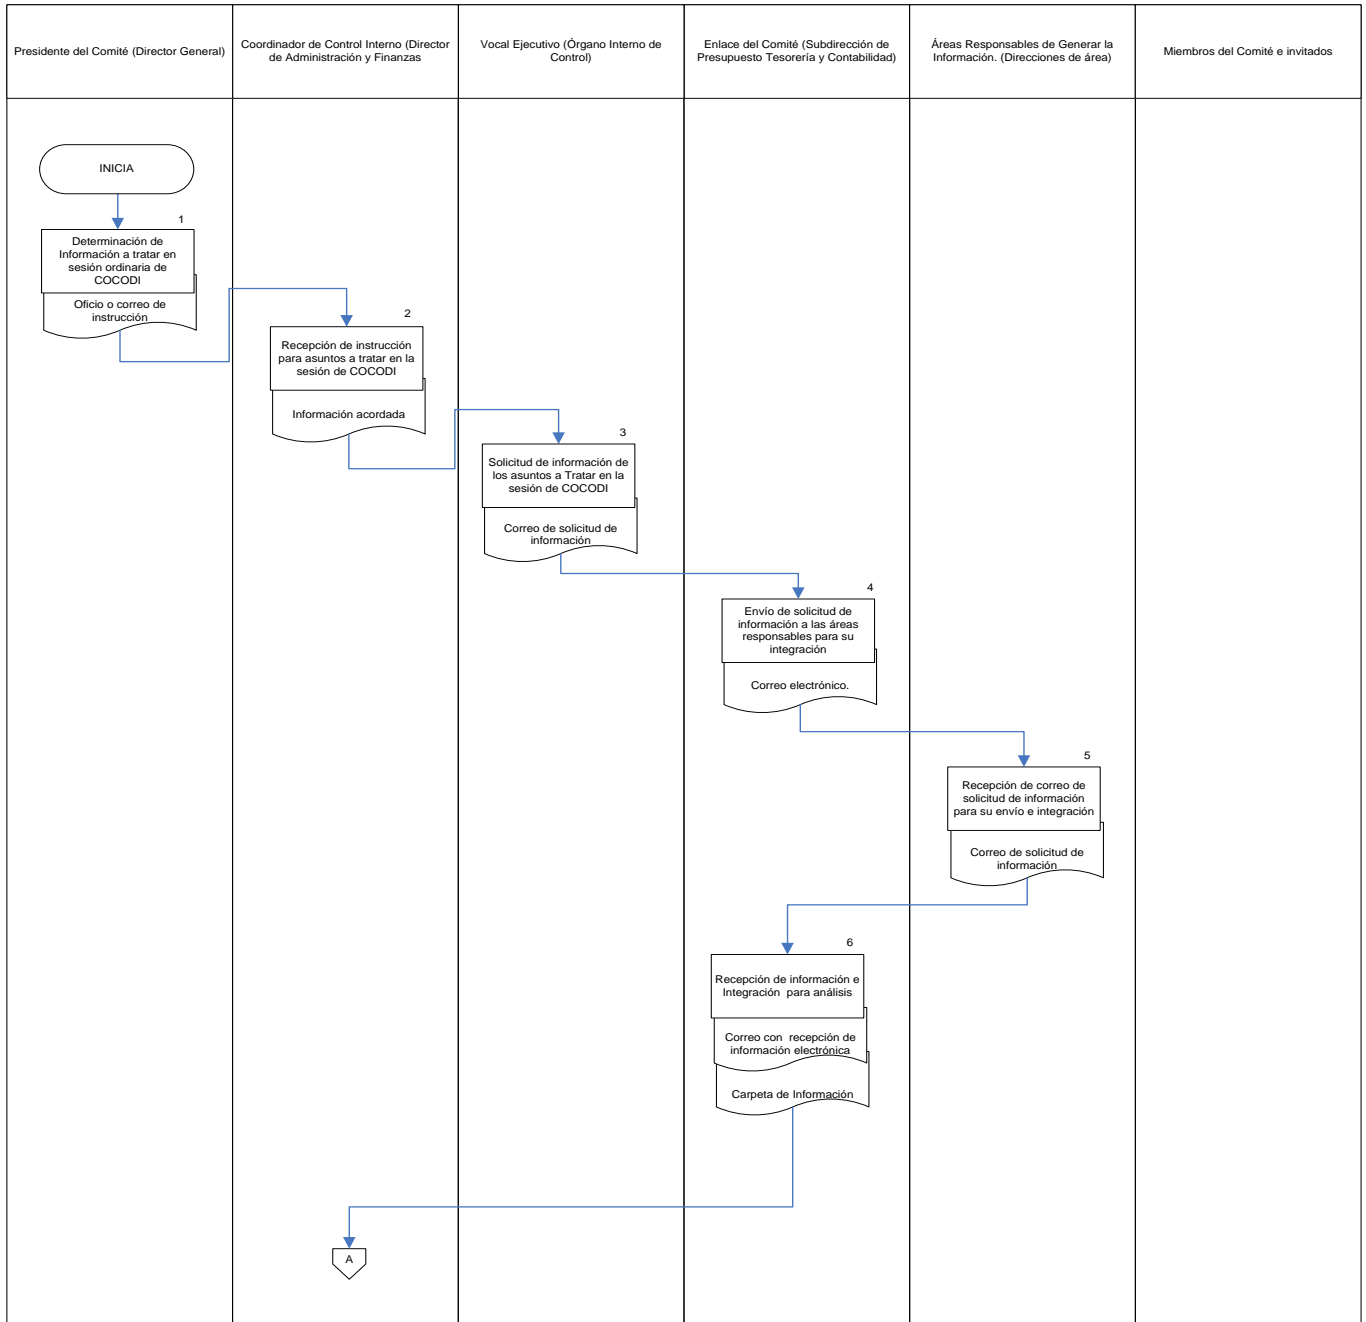 Presidente del Comité (Director General)
Coordinador de Control Interno (Director
de Administración y Finanzas
Vocal Ejecutivo (Órgano Interno de
Control)
Enlace del Comité (Subdirección de
Presupuesto Tesorería y Contabilidad)
Áreas Responsables de Generar la
Información. (Direcciones de área)
Miembros del Comité e invitados
INICIA
1
Determinación de
Información a tratar en
sesión ordinaria de
COCODI
Oficio o correo de
instrucción
2
Recepción de instrucción
para asuntos a tratar en la
sesión de COCODI
Información acordada
3
Solicitud de información de
los asuntos a Tratar en la
sesión de COCODI
Correo de solicitud de
información
4
Envío de solicitud de
información a las áreas
responsables para su
integración
Correo electrónico.
5
Recepción de correo de
solicitud de información
para su envío e integración
Correo de solicitud de
información
6
Recepción de información e
Integración para análisis
Correo con recepción de
información electrónica
Carpeta de Información
A